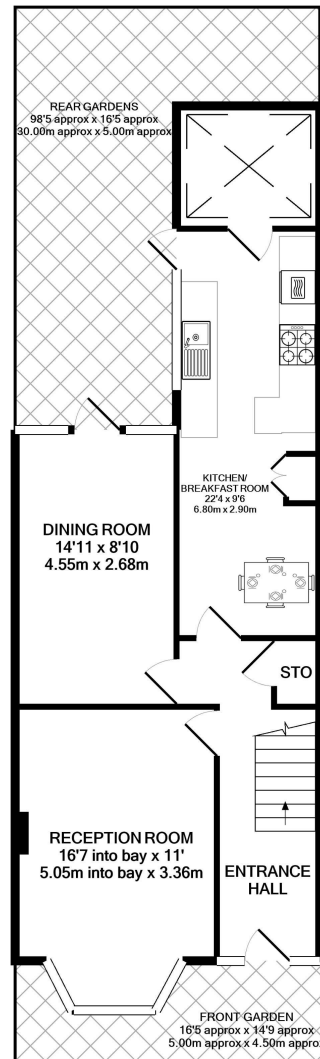 REAR GARDENS
98'5 approx x 16'5 approx
30.00m approx x 5.00m approx
KITCHEN/
BREAKFAST ROOM
22'4 x 9'6
6.80m x 2.90m
DINING ROOM
14'11 x 8'10
4.55m x 2.68m
STO
RECEPTION ROOM
16'7 into bay x 11'
5.05m into bay x 3.36m
ENTRANCE
HALL
FRONT GARDEN
16'5 approx x 14'9 approx
5.00m approx x 4.50m approx